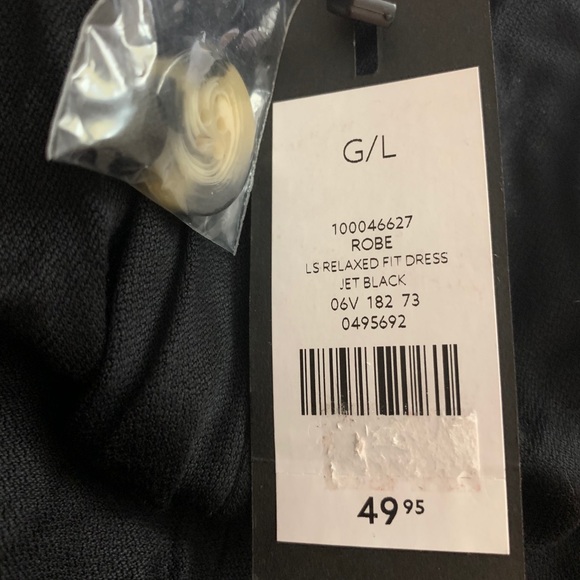 G/L
100046627
ROBE
LS RELAXED FIT DRESS
JET BLACK
06V 182 73
0495692
49 95